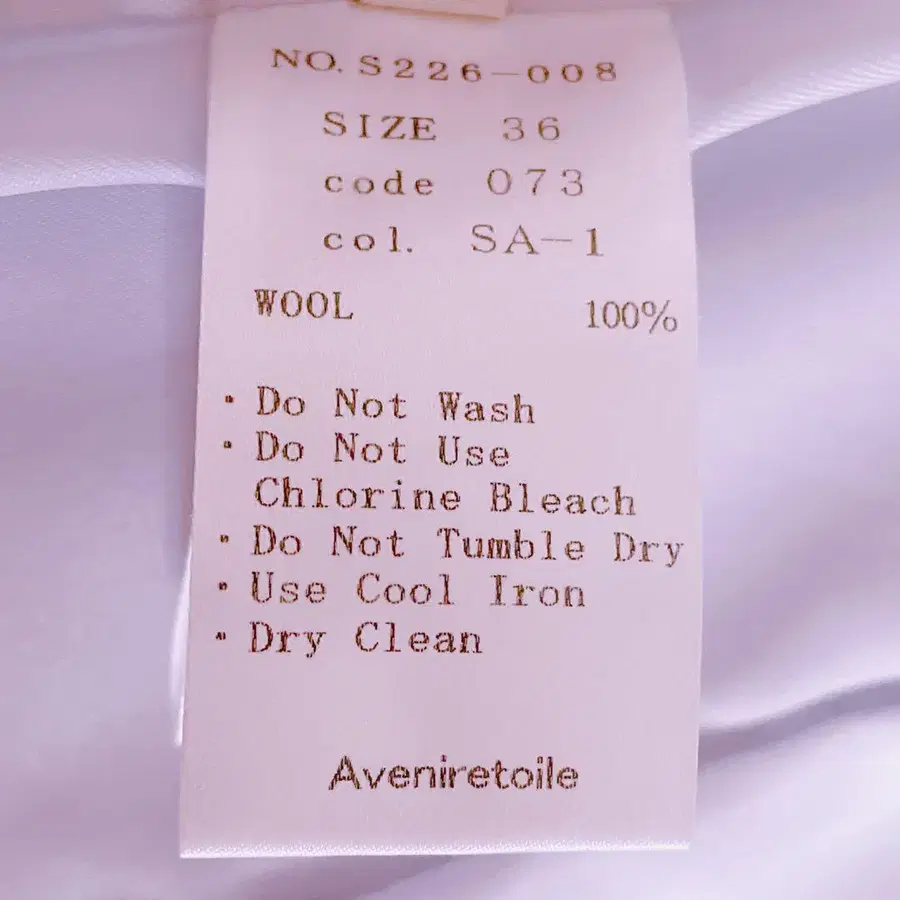 NO. S226-008
SIZE 36
code 073
col. SA-1
WOOL 100%
・Do Not Wash
・Do Not Use
Chlorine Bleach
・Do Not Tumble Dry
・Use Cool Iron
・Dry Clean
Aveniretoile